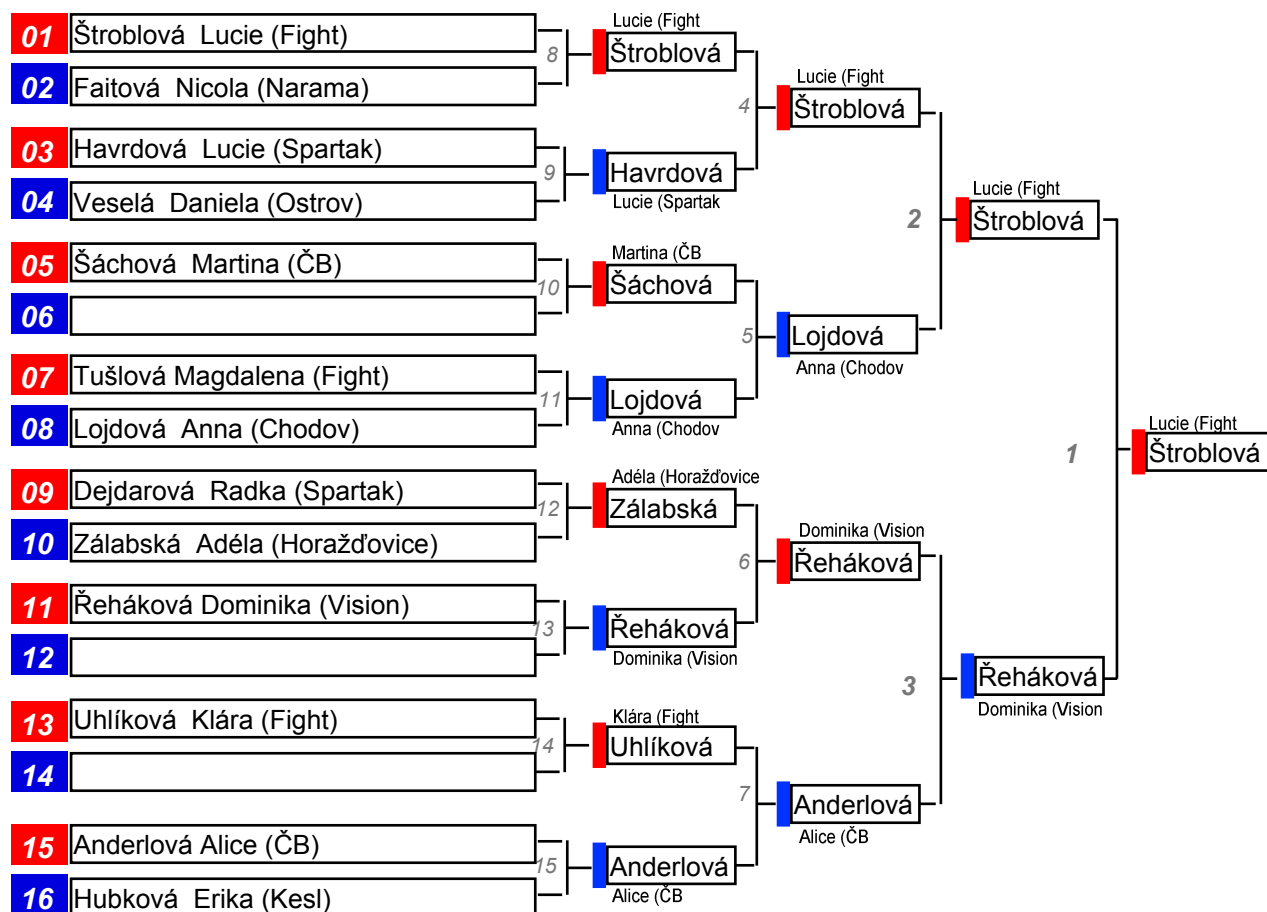 01 Štroblová  Lucie (Fight)
02 Faitová  Nicola (Narama)
03 Havrdová  Lucie (Spartak)
04 Veselá  Daniela (Ostrov)
05 Šáchová  Martina (ČB)
06
07 Tušlová Magdalena (Fight)
08 Lojdová  Anna (Chodov)
09 Dejdarová  Radka (Spartak)
10 Zálabská  Adéla (Horažďovice)
11 Řeháková Dominika (Vision)
12
13 Uhlíková  Klára (Fight)
14
15 Anderlová Alice (ČB)
16 Hubková  Erika (Kesl)
8
9
10
11
12
13
14
15
Lucie (Fight
Štroblová
Havrdová
Lucie (Spartak
Martina (ČB
Šáchová
Lojdová
Anna (Chodov
Adéla (Horažďovice
Zálabská
Řeháková
Dominika (Vision
Klára (Fight
Uhlíková
Anderlová
Alice (ČB
4
5
6
7
Lucie (Fight
Štroblová
Lojdová
Anna (Chodov
Dominika (Vision
Řeháková
Anderlová
Alice (ČB
2
3
Lucie (Fight
Štroblová
Řeháková
Dominika (Vision
1
Lucie (Fight
Štroblová